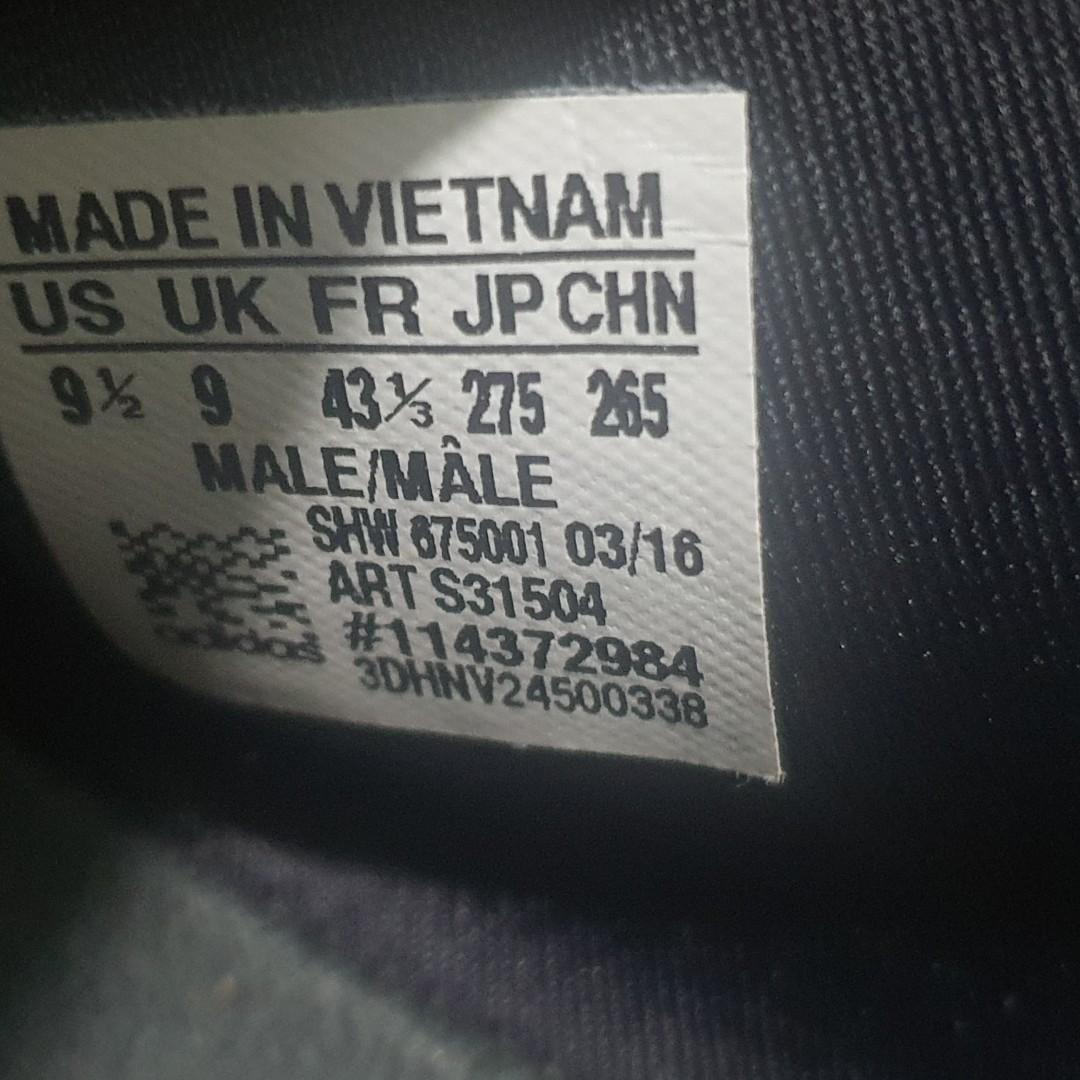 MADE IN VIETNAM
US UK FR JP CHN
9½ 9 43⅓ 275 265
MALE/MÂLE
SHW 675001 03/16
ART S31504
#114372984
3DHNV24500338
adidas